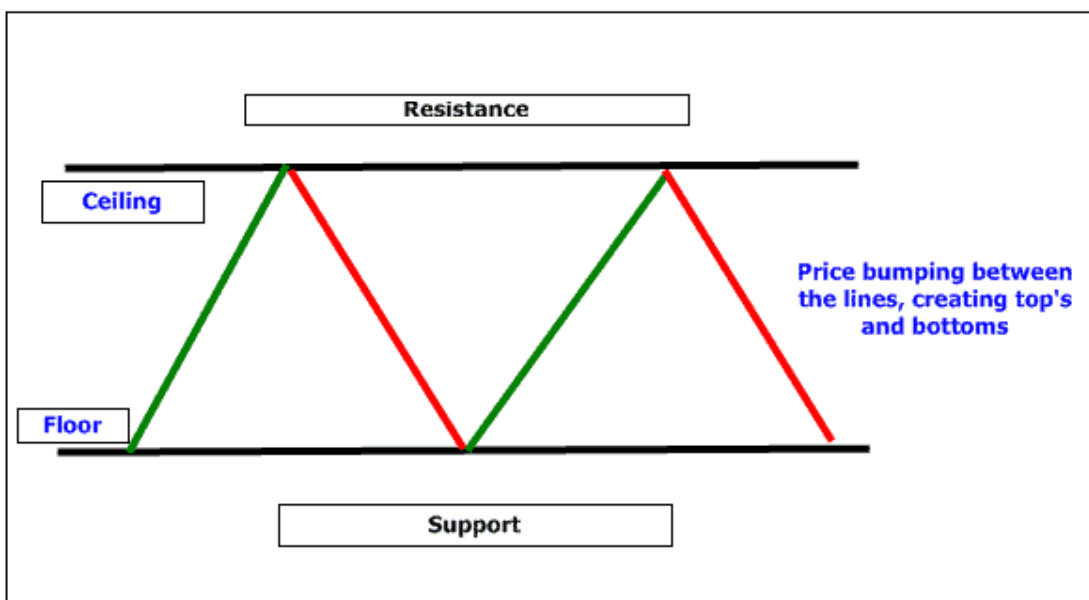 Resistance
Ceiling
Price bumping between
the lines, creating top's
and bottoms
Floor
Support